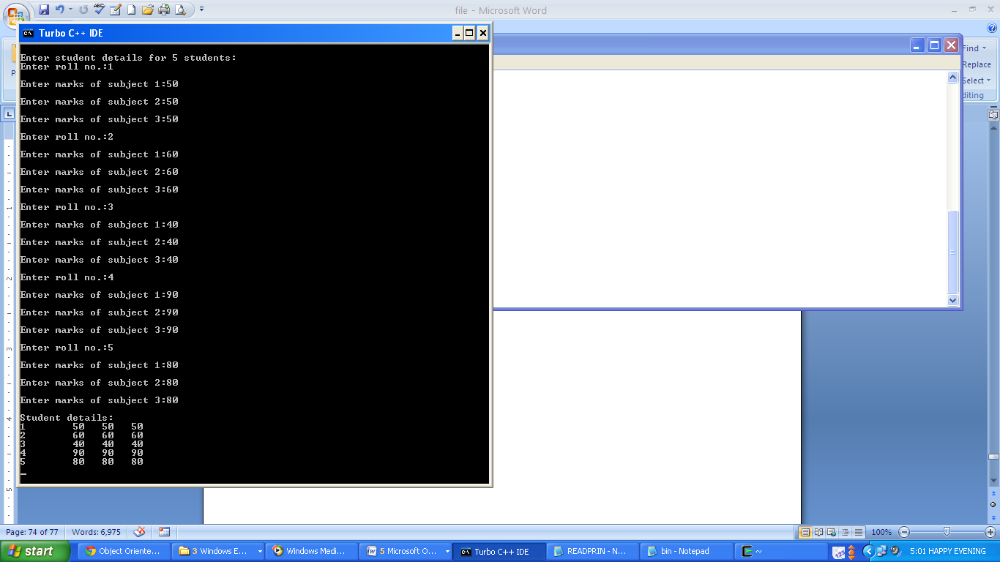 file - Microsoft Word
Turbo C++ IDE
Enter student details for 5 students:
Enter roll no.:1
Enter marks of subject 1:50
Enter marks of subject 2:50
Enter marks of subject 3:50
Enter roll no.:2
Enter marks of subject 1:60
Enter marks of subject 2:60
Enter marks of subject 3:60
Enter roll no.:3
Enter marks of subject 1:40
Enter marks of subject 2:40
Enter marks of subject 3:40
Enter roll no.:4
Enter marks of subject 1:90
Enter marks of subject 2:90
Enter marks of subject 3:90
Enter roll no.:5
Enter marks of subject 1:80
Enter marks of subject 2:80
Enter marks of subject 3:80
Student details:
1 50 50 50
2 60 60 60
3 40 40 40
4 90 90 90
5 80 80 80
Find
Replace
Select
diting
P
1
2
3
4
5
Page: 74 of 77 Words: 6,975 100%
start Object Oriente... 3 Windows E... Windows Medi... 5 Microsoft O... Turbo C++ IDE READPRIN - N... bin - Notepad ~ 5:01 HAPPY EVENING